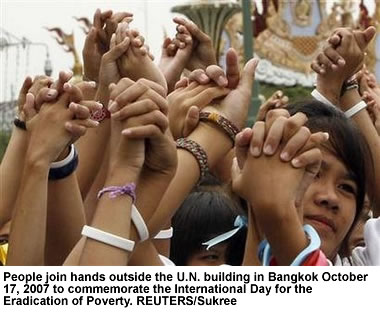 People join hands outside the U.N. building in Bangkok October
17, 2007 to commemorate the International Day for the
Eradication of Poverty. REUTERS/Sukree